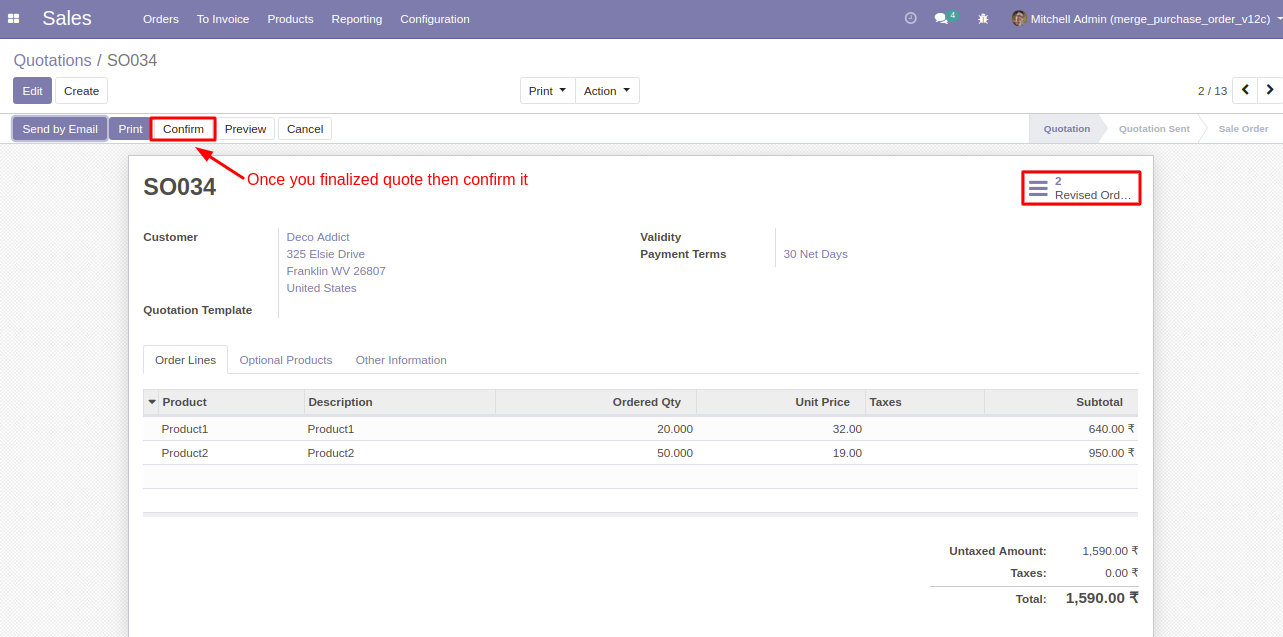 Sales Orders To Invoice Products Reporting Configuration 4 Mitchell Admin (merge_purchase_order_v12c)
Quotations / SO034
Edit Create Print Action 2 / 13
Send by Email Print Confirm Preview Cancel Quotation Quotation Sent Sale Order
Once you finalized quote then confirm it
SO034
2
Revised Ord...
Customer Deco Addict Validity
325 Elsie Drive Payment Terms 30 Net Days
Franklin WV 26807
United States
Quotation Template
Order Lines Optional Products Other Information
Product Description Ordered Qty Unit Price Taxes Subtotal
Product1 Product1 20.000 32.00 640.00 ₹
Product2 Product2 50.000 19.00 950.00 ₹
Untaxed Amount: 1,590.00 ₹
Taxes: 0.00 ₹
Total: 1,590.00 ₹